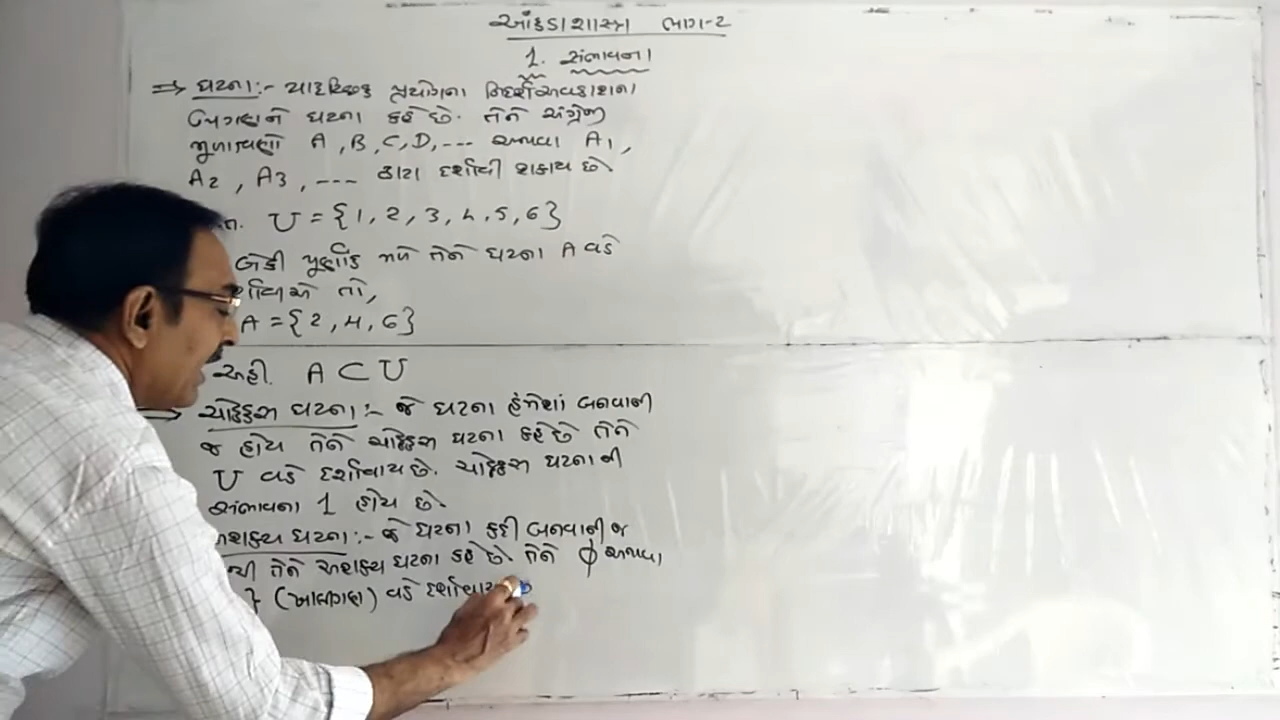 આંકડાશાસ્ત્ર ભાગ-૨
1. સંભાવના
⇒ ઘટના :- યાદચ્છિક પ્રયોગના નિદર્શઅવકાશના
ઉપગણને ઘટના કહે છે. તેને અંગ્રેજી
મૂળાક્ષરો A, B, C, D, --- અથવા A1,
A2, A3, --- દ્વારા દર્શાવી શકાય છે.
ત. U = {1, 2, 3, 4, 5, 6}
બેકી પૂર્ણાંક મળે તેને ઘટના A વડે
તો,
A = {2, 4, 6}
અહી. A ⊂ U
⇒ ચોક્કસ ઘટના :- જે ઘટના હંમેશાં બનવાની
જ હોય તેને ચોક્કસ ઘટના કહે છે તેને
U વડે દર્શાવાય છે. ચોક્કસ ઘટના ની
સંભાવના 1 હોય છે.
અશક્ય ઘટના :- જે ઘટના કદી બનવાની જ
તેને અશક્ય ઘટના કહે છે. તેને ϕ અથવા
} (ખાલીગણ) વડે દર્શાવાય